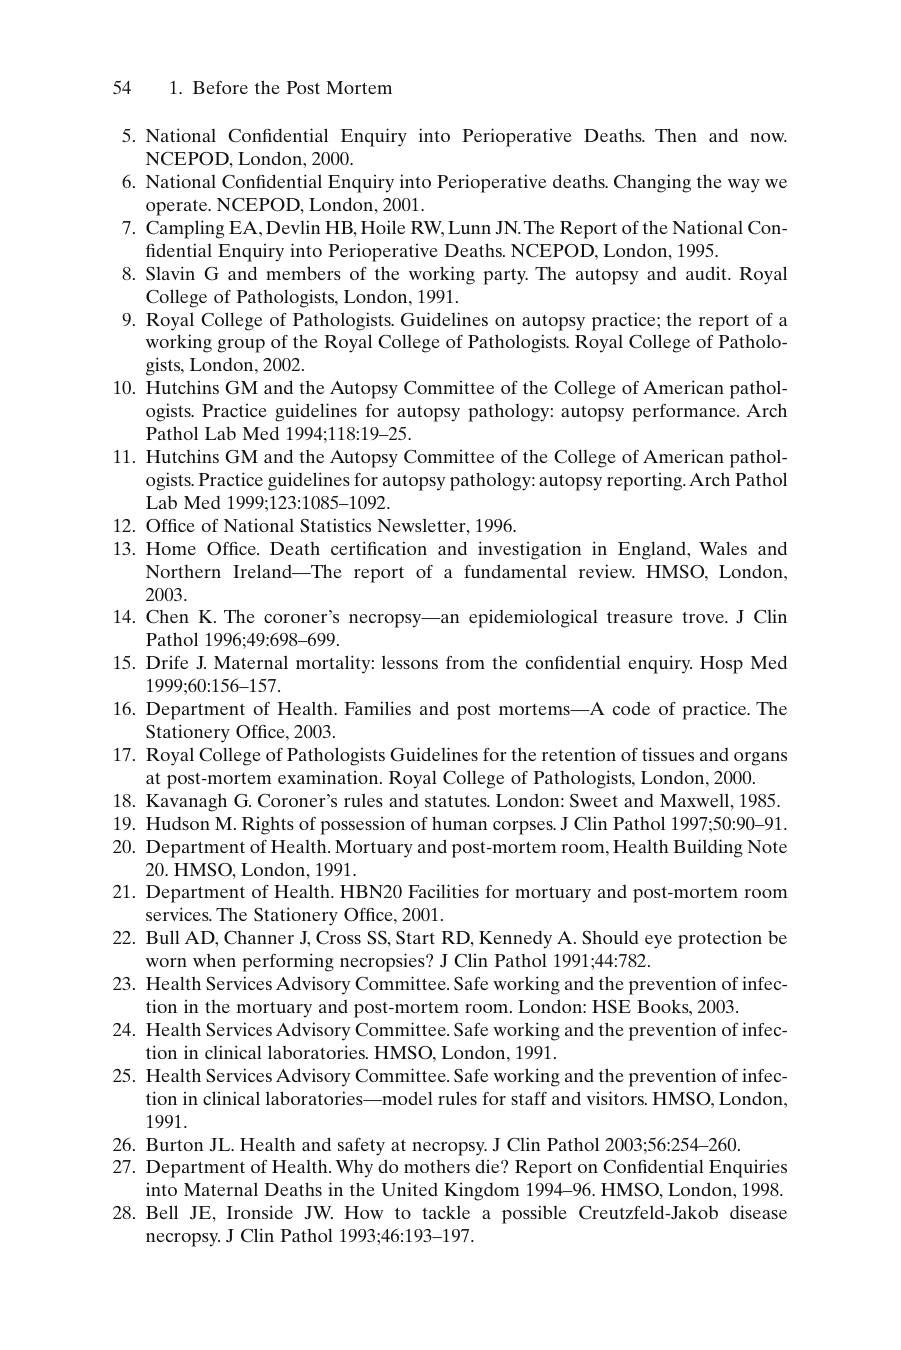 54 1. Before the Post Mortem
5. National Confidential Enquiry into Perioperative Deaths. Then and now.
NCEPOD, London, 2000.
6. National Confidential Enquiry into Perioperative deaths. Changing the way we
operate. NCEPOD, London, 2001.
7. Campling EA, Devlin HB, Hoile RW, Lunn JN. The Report of the National Con-
fidential Enquiry into Perioperative Deaths. NCEPOD, London, 1995.
8. Slavin G and members of the working party. The autopsy and audit. Royal
College of Pathologists, London, 1991.
9. Royal College of Pathologists. Guidelines on autopsy practice; the report of a
working group of the Royal College of Pathologists. Royal College of Patholo-
gists, London, 2002.
10. Hutchins GM and the Autopsy Committee of the College of American pathol-
ogists. Practice guidelines for autopsy pathology: autopsy performance. Arch
Pathol Lab Med 1994;118:19–25.
11. Hutchins GM and the Autopsy Committee of the College of American pathol-
ogists. Practice guidelines for autopsy pathology: autopsy reporting. Arch Pathol
Lab Med 1999;123:1085–1092.
12. Office of National Statistics Newsletter, 1996.
13. Home Office. Death certification and investigation in England, Wales and
Northern Ireland—The report of a fundamental review. HMSO, London,
2003.
14. Chen K. The coroner's necropsy—an epidemiological treasure trove. J Clin
Pathol 1996;49:698–699.
15. Drife J. Maternal mortality: lessons from the confidential enquiry. Hosp Med
1999;60:156–157.
16. Department of Health. Families and post mortems—A code of practice. The
Stationery Office, 2003.
17. Royal College of Pathologists Guidelines for the retention of tissues and organs
at post-mortem examination. Royal College of Pathologists, London, 2000.
18. Kavanagh G. Coroner's rules and statutes. London: Sweet and Maxwell, 1985.
19. Hudson M. Rights of possession of human corpses. J Clin Pathol 1997;50:90–91.
20. Department of Health. Mortuary and post-mortem room, Health Building Note
20. HMSO, London, 1991.
21. Department of Health. HBN20 Facilities for mortuary and post-mortem room
services. The Stationery Office, 2001.
22. Bull AD, Channer J, Cross SS, Start RD, Kennedy A. Should eye protection be
worn when performing necropsies? J Clin Pathol 1991;44:782.
23. Health Services Advisory Committee. Safe working and the prevention of infec-
tion in the mortuary and post-mortem room. London: HSE Books, 2003.
24. Health Services Advisory Committee. Safe working and the prevention of infec-
tion in clinical laboratories. HMSO, London, 1991.
25. Health Services Advisory Committee. Safe working and the prevention of infec-
tion in clinical laboratories—model rules for staff and visitors. HMSO, London,
1991.
26. Burton JL. Health and safety at necropsy. J Clin Pathol 2003;56:254–260.
27. Department of Health. Why do mothers die? Report on Confidential Enquiries
into Maternal Deaths in the United Kingdom 1994–96. HMSO, London, 1998.
28. Bell JE, Ironside JW. How to tackle a possible Creutzfeld-Jakob disease
necropsy. J Clin Pathol 1993;46:193–197.